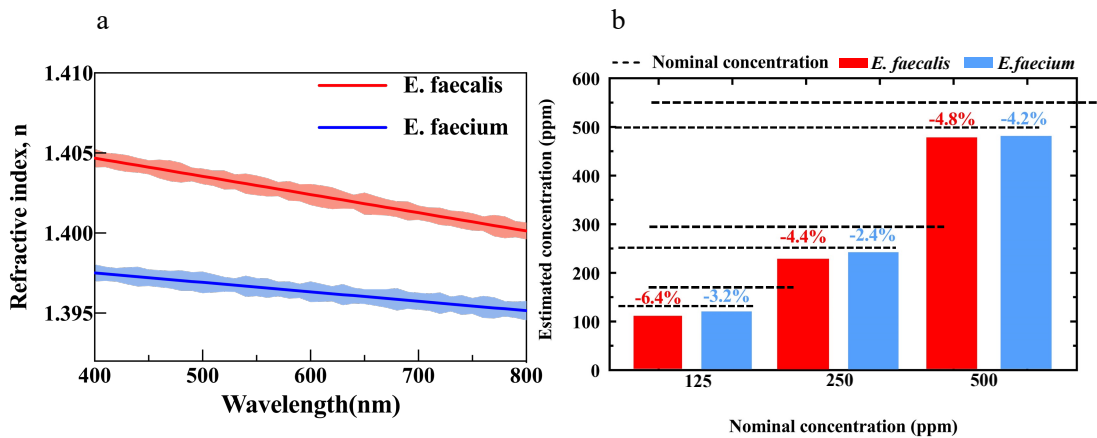 a
1.410
1.405
1.400
1.395
Refractive index, n
E. faecalis
E. faecium
400
500
600
700
800
Wavelength(nm)
b
Nominal concentration
E. faecalis
E.faecium
600
500
400
300
200
100
0
Estimated concentration (ppm)
-6.4%
-3.2%
-4.4%
-2.4%
-4.8%
-4.2%
125
250
500
Nominal concentration (ppm)